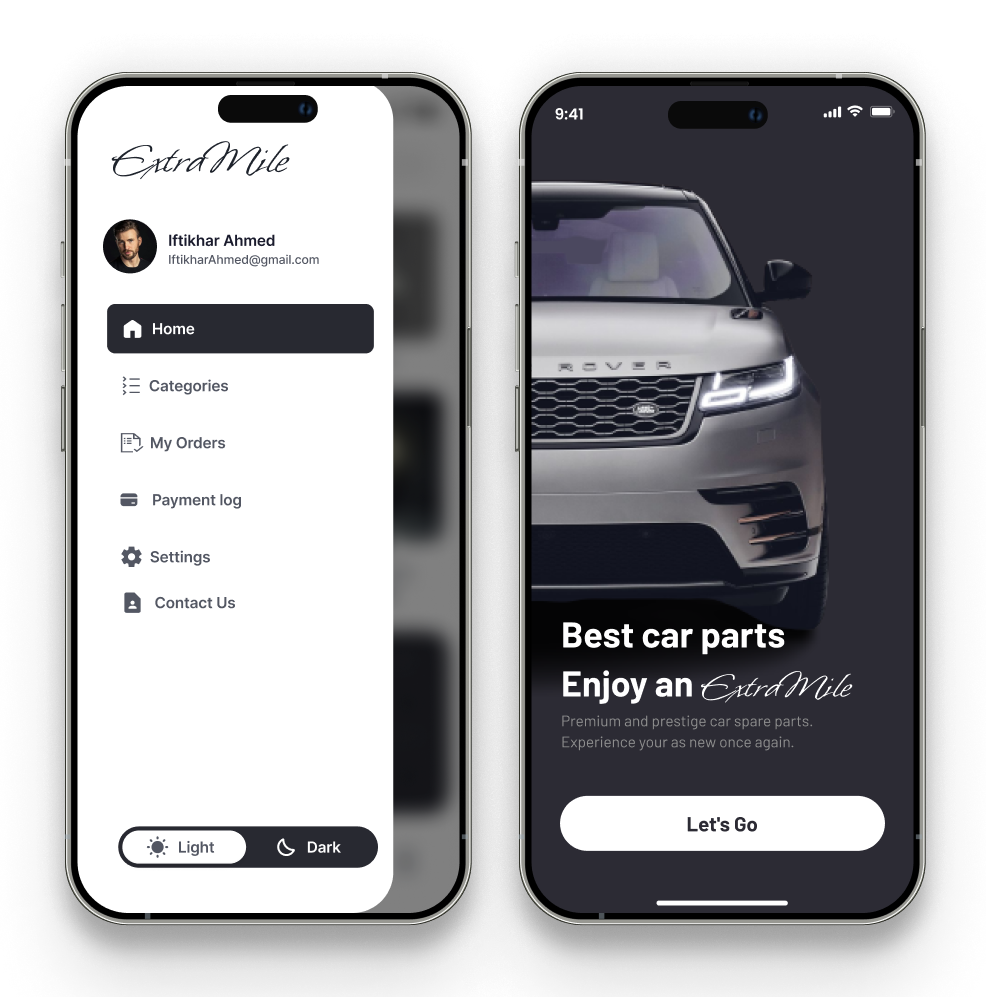 ExtraMile
Iftikhar Ahmed
IftikharAhmed@gmail.com
Home
Categories
My Orders
Payment log
Settings
Contact Us
Light
Dark
9:41
ROVER
Best car parts
Enjoy an ExtraMile
Premium and prestige car spare parts.
Experience your as new once again.
Let's Go